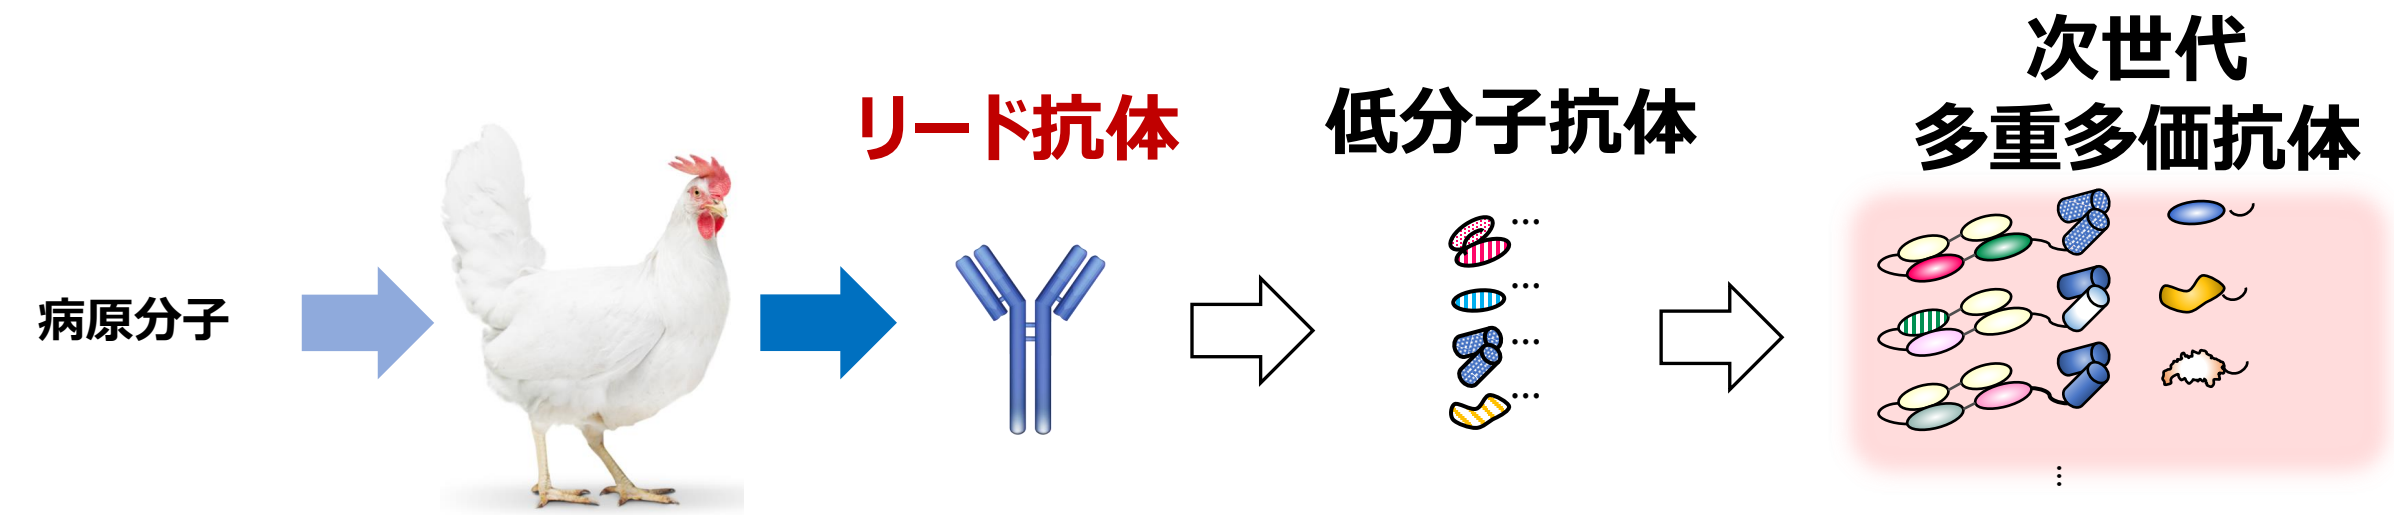 病原分子
リード抗体
低分子抗体
次世代
多重多価抗体